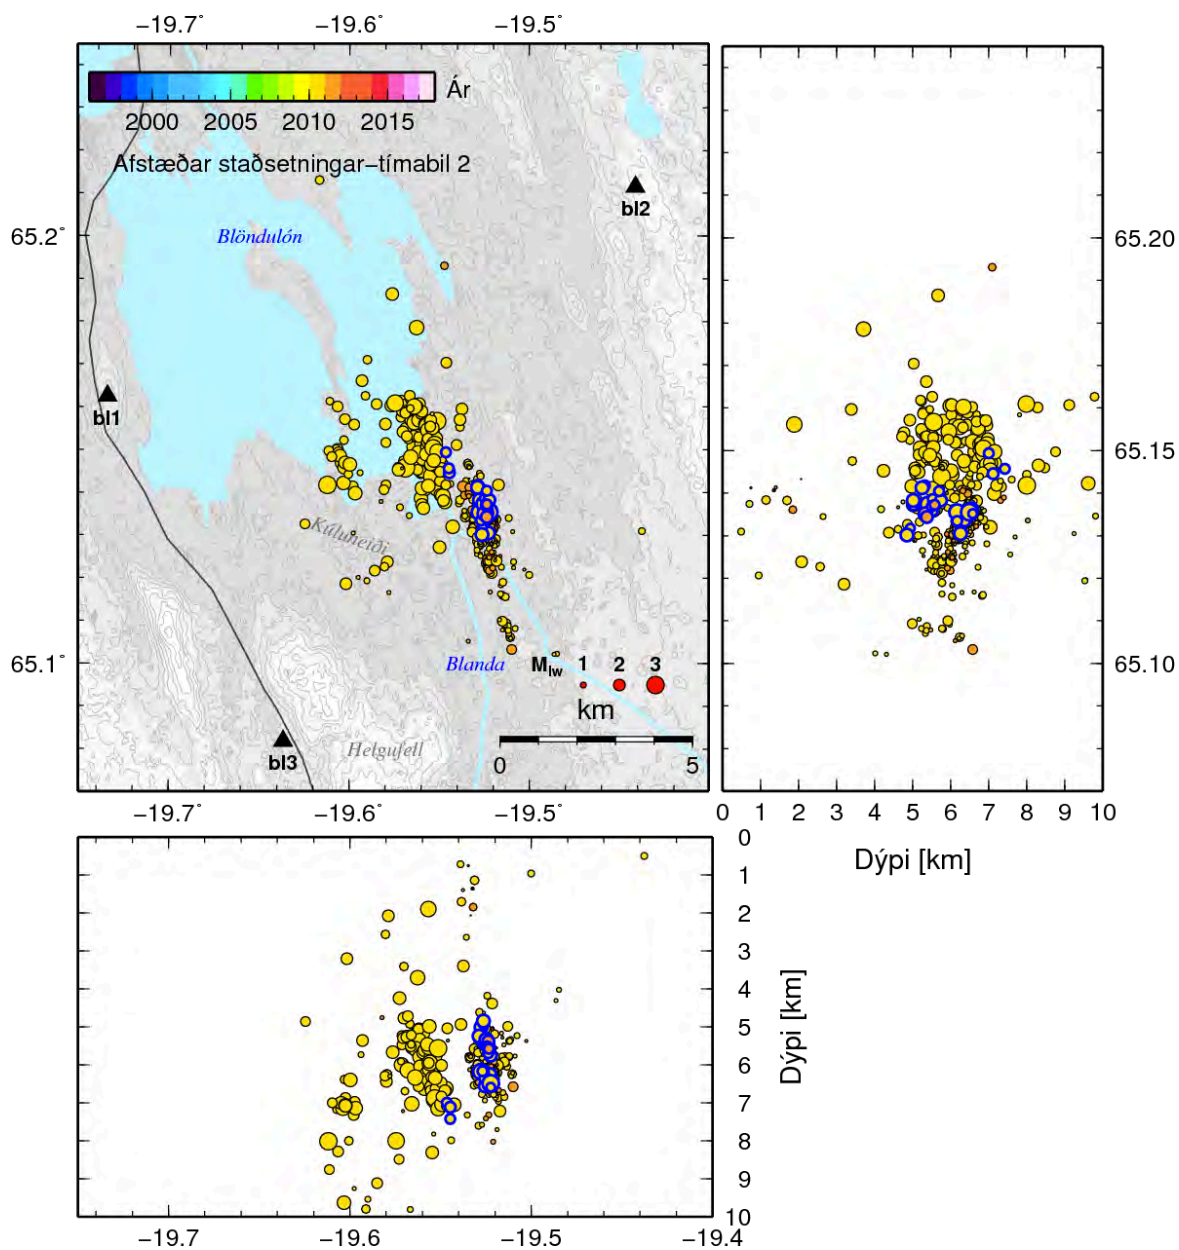 −19.7° −19.6° −19.5°
Ár
2000 2005 2010 2015
Afstæðar staðsetningar−tímabil 2
bl2
65.2°
Blöndulón
65.20
bl1
65.15
Kúluheiði
65.1°
Blanda
Mlw 1 2 3
65.10
km
bl3
Helgufell
0 5
−19.7° −19.6° −19.5°
0 1 2 3 4 5 6 7 8 9 10
Dýpi [km]
0
1
2
3
4
5
6
7
8
9
10
Dýpi [km]
−19.7 −19.6 −19.5 −19.4